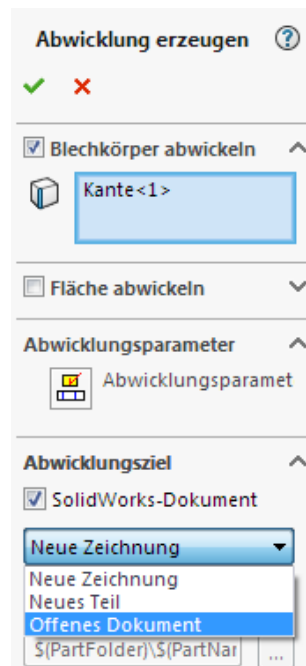 Abwicklung erzeugen ?
Blechkörper abwickeln
Kante<1>
Fläche abwickeln
Abwicklungsparameter
Abwicklungsparamet
Abwicklungsziel
SolidWorks-Dokument
Neue Zeichnung
Neue Zeichnung
Neues Teil
Offenes Dokument
$(PartFolder)\$(PartNar ...